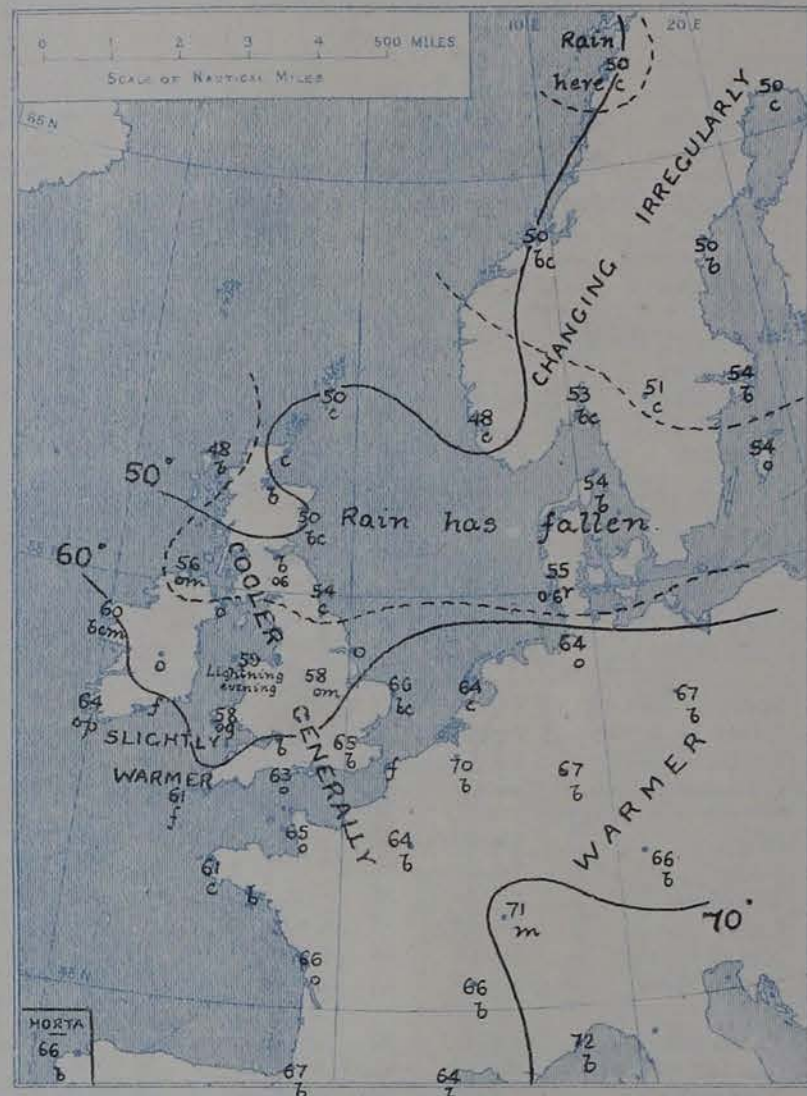 10 E 20 E
0 1 2 3 4 500 MILES
SCALE OF NAUTICAL MILES
Rain
here
50
c
65 N
50
c
IRREGULARLY
50
bc
50
b
CHANGING
50
c
48
c
53
bc
51
c
54
b
54
o
48
b
c
b
50°
50
bc
Rain has fallen.
54
b
55
60°
56
om
COOLER
b
06
54
c
55
06r
60
bcm
o
o
59
Lightning
evening
58
om
o
66
bc
64
c
64
o
67
b
64
op
f
58
og
SLIGHTLY
b
GENERALLY
65
b
f
70
b
67
b
WARMER
WARMER
61
f
63
o
65
o
64
b
66
b
61
c
b
71
m
70°
66
o
66
b
45 N
HORTA
66
b
67
b
64
72
b